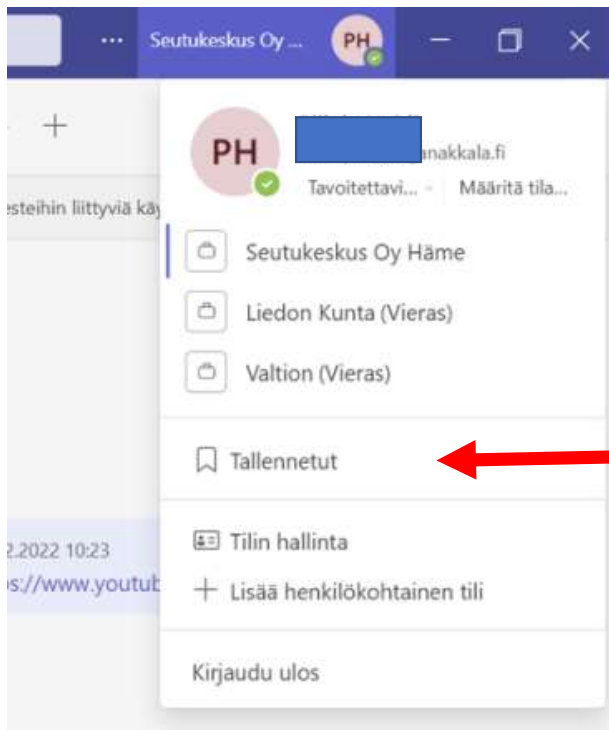 ... Seutukeskus Oy ... PH
PH
anakkala.fi
Tavoitettavi... Määritä tila...
esteihin liittyviä käy
Seutukeskus Oy Häme
Liedon Kunta (Vieras)
Valtion (Vieras)
Tallennetut
2.2022 10:23
Tilin hallinta
s://www.youtub
Lisää henkilökohtainen tili
Kirjaudu ulos